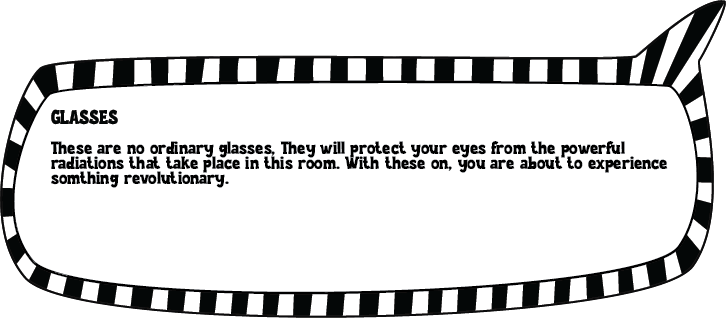 GLASSES
These are no ordinary glasses, They will protect your eyes from the powerful
radiations that take place in this room. With these on, you are about to experience
somthing revolutionary.